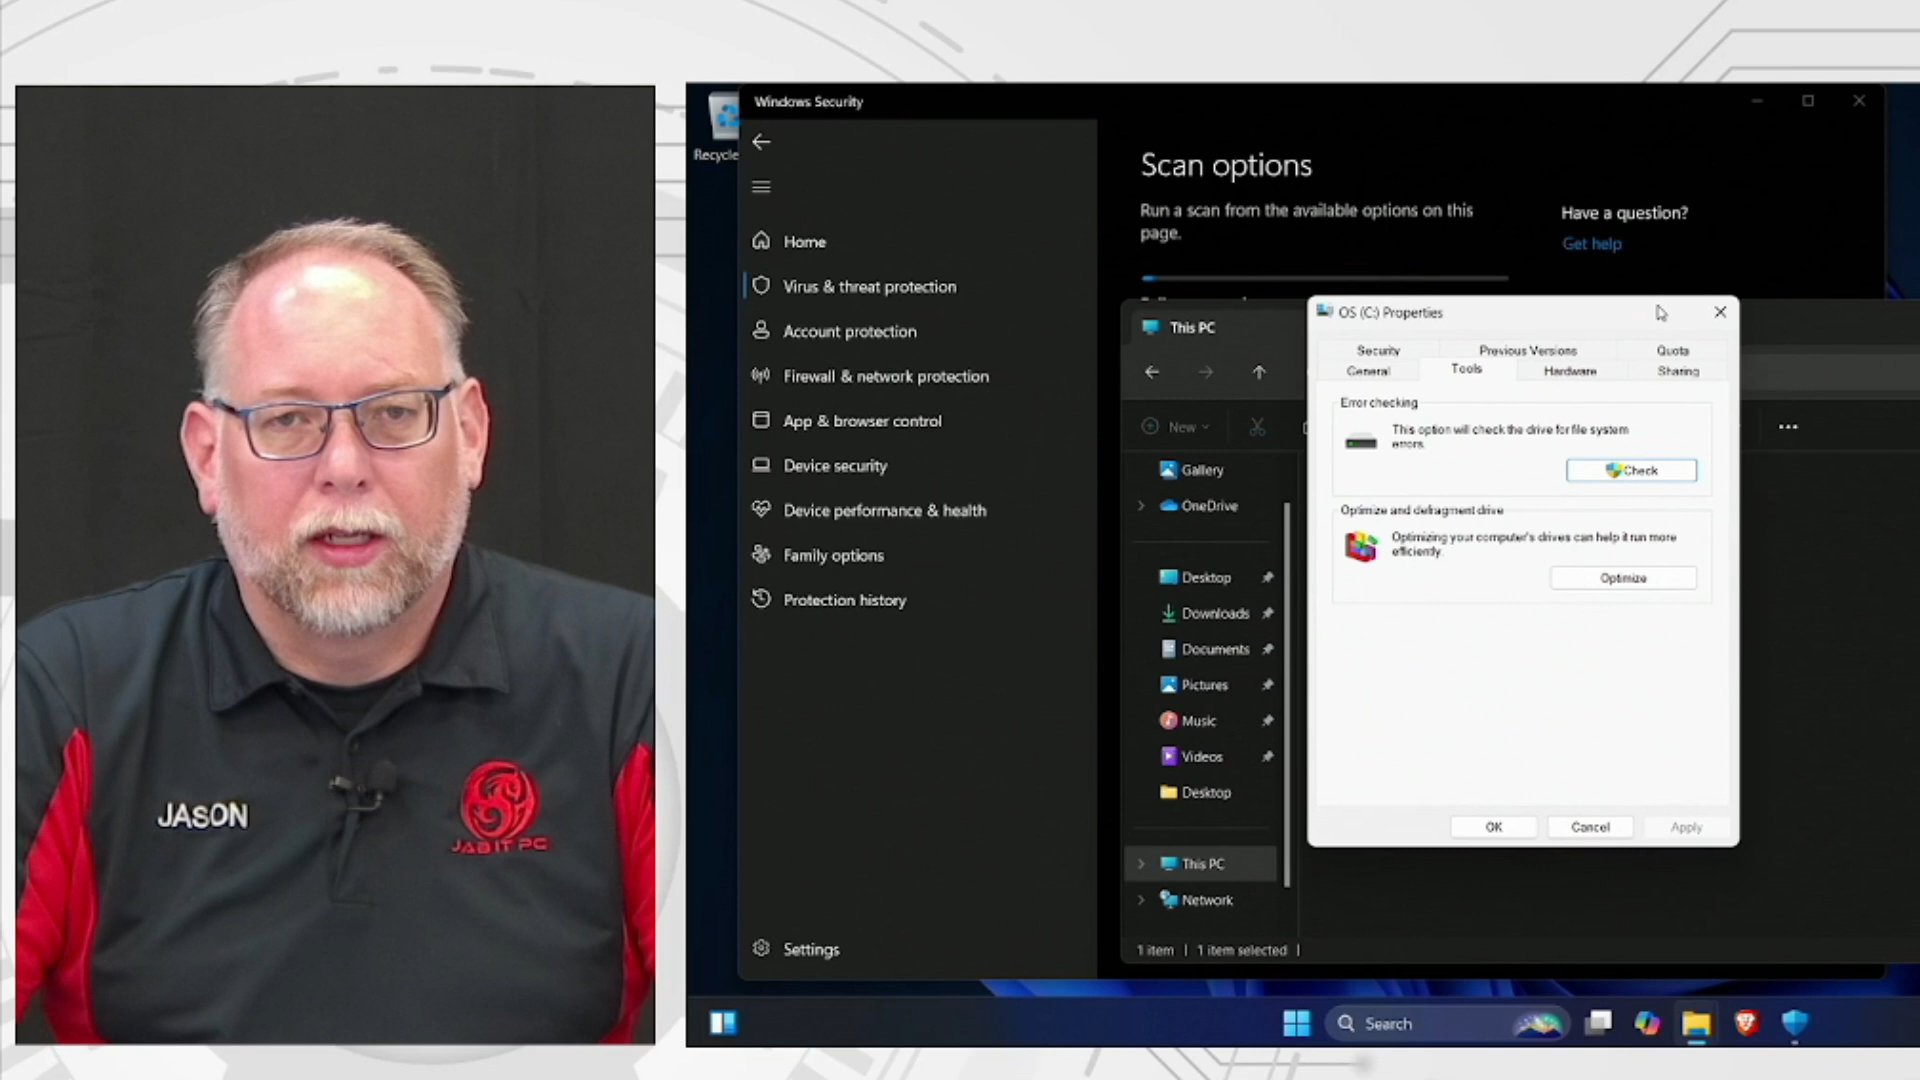 JASON
JAB IT PC
Recycle
Windows Security
Home
Virus & threat protection
Account protection
Firewall & network protection
App & browser control
Device security
Device performance & health
Family options
Protection history
Settings
Scan options
Run a scan from the available options on this
page.
Have a question?
Get help
This PC
New
Gallery
OneDrive
Desktop
Downloads
Documents
Pictures
Music
Videos
Desktop
This PC
Network
1 item | 1 item selected |
OS (C:) Properties
Security Previous Versions Quota
General Tools Hardware Sharing
Error checking
This option will check the drive for file system
errors.
Check
Optimize and defragment drive
Optimizing your computer's drives can help it run more
efficiently.
Optimize
OK Cancel Apply
Search